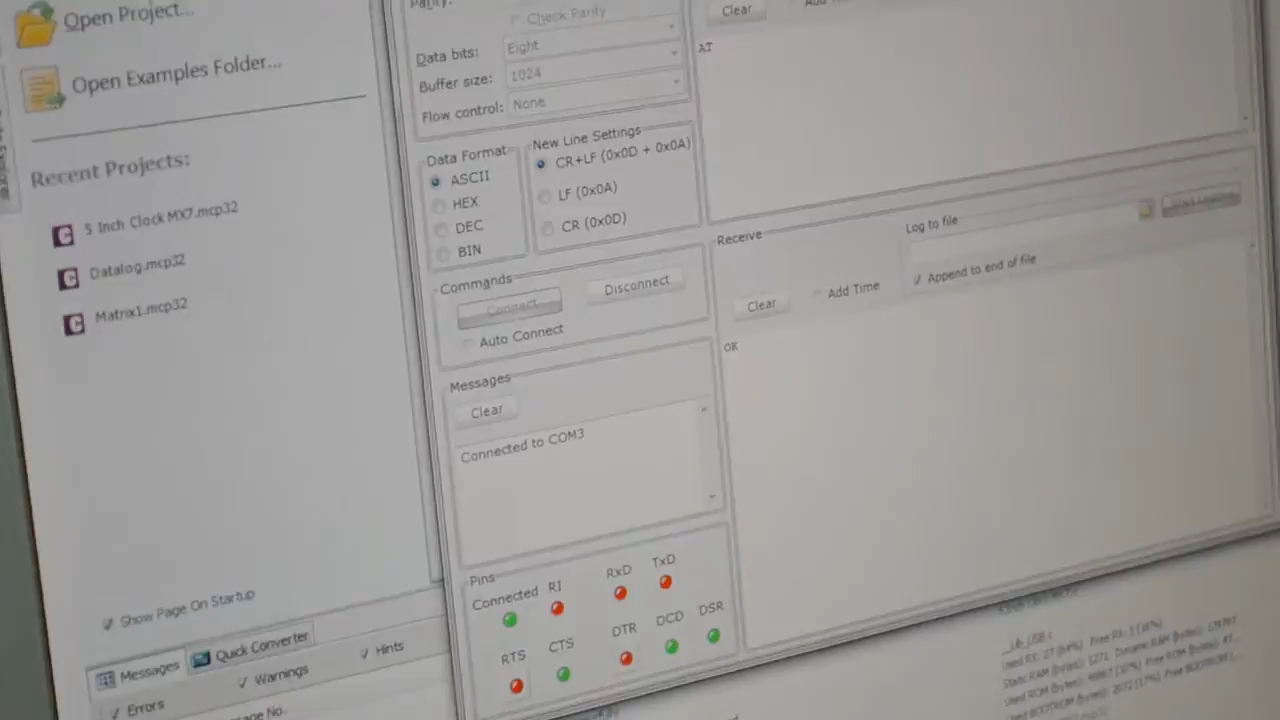 Open Project...
Open Examples Folder...
Recent Projects:
5 Inch Clock MX7.mcp32
Datalog.mcp32
Matrix1.mcp32
Show Page On Startup
Messages
Quick Converter
Errors
Warnings
Hints
Parity:
Check Parity
Data bits:
Eight
Buffer size:
1024
Flow control:
None
Data Format
ASCII
HEX
DEC
BIN
New Line Settings
CR+LF (0x0D + 0x0A)
LF (0x0A)
CR (0x0D)
Commands
Connect
Disconnect
Auto Connect
Messages
Clear
Connected to COM3
Pins
Connected
RI
RxD
TxD
RTS
CTS
DTR
DCD
DSR
Clear
AT
Receive
Clear
Add Time
Log to file
Append to end of file
OK